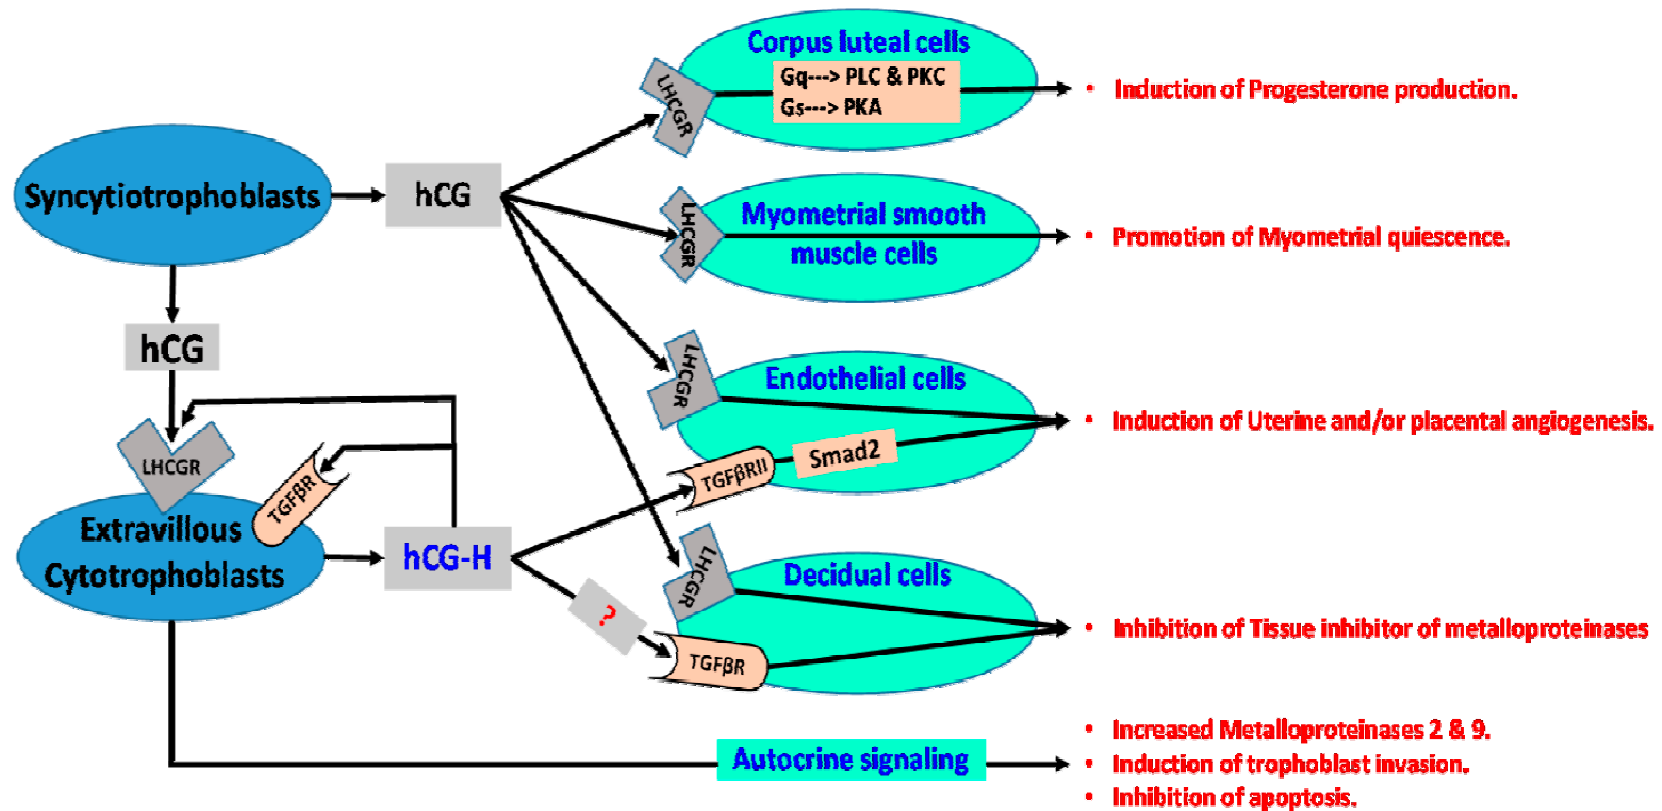 Corpus luteal cells
Gq---> PLC & PKC
Gs---> PKA
LHCGR
• Induction of Progesterone production.
Syncytiotrophoblasts
hCG
LHCGR
Myometrial smooth
muscle cells
• Promotion of Myometrial quiescence.
hCG
LHCGR
Endothelial cells
• Induction of Uterine and/or placental angiogenesis.
TGFβRII
Smad2
LHCGR
TGFβR
Extravillous
Cytotrophoblasts
hCG-H
LHCGR
Decidual cells
?
TGFβR
• Inhibition of Tissue inhibitor of metalloproteinases
Autocrine signaling
• Increased Metalloproteinases 2 & 9.
• Induction of trophoblast invasion.
• Inhibition of apoptosis.